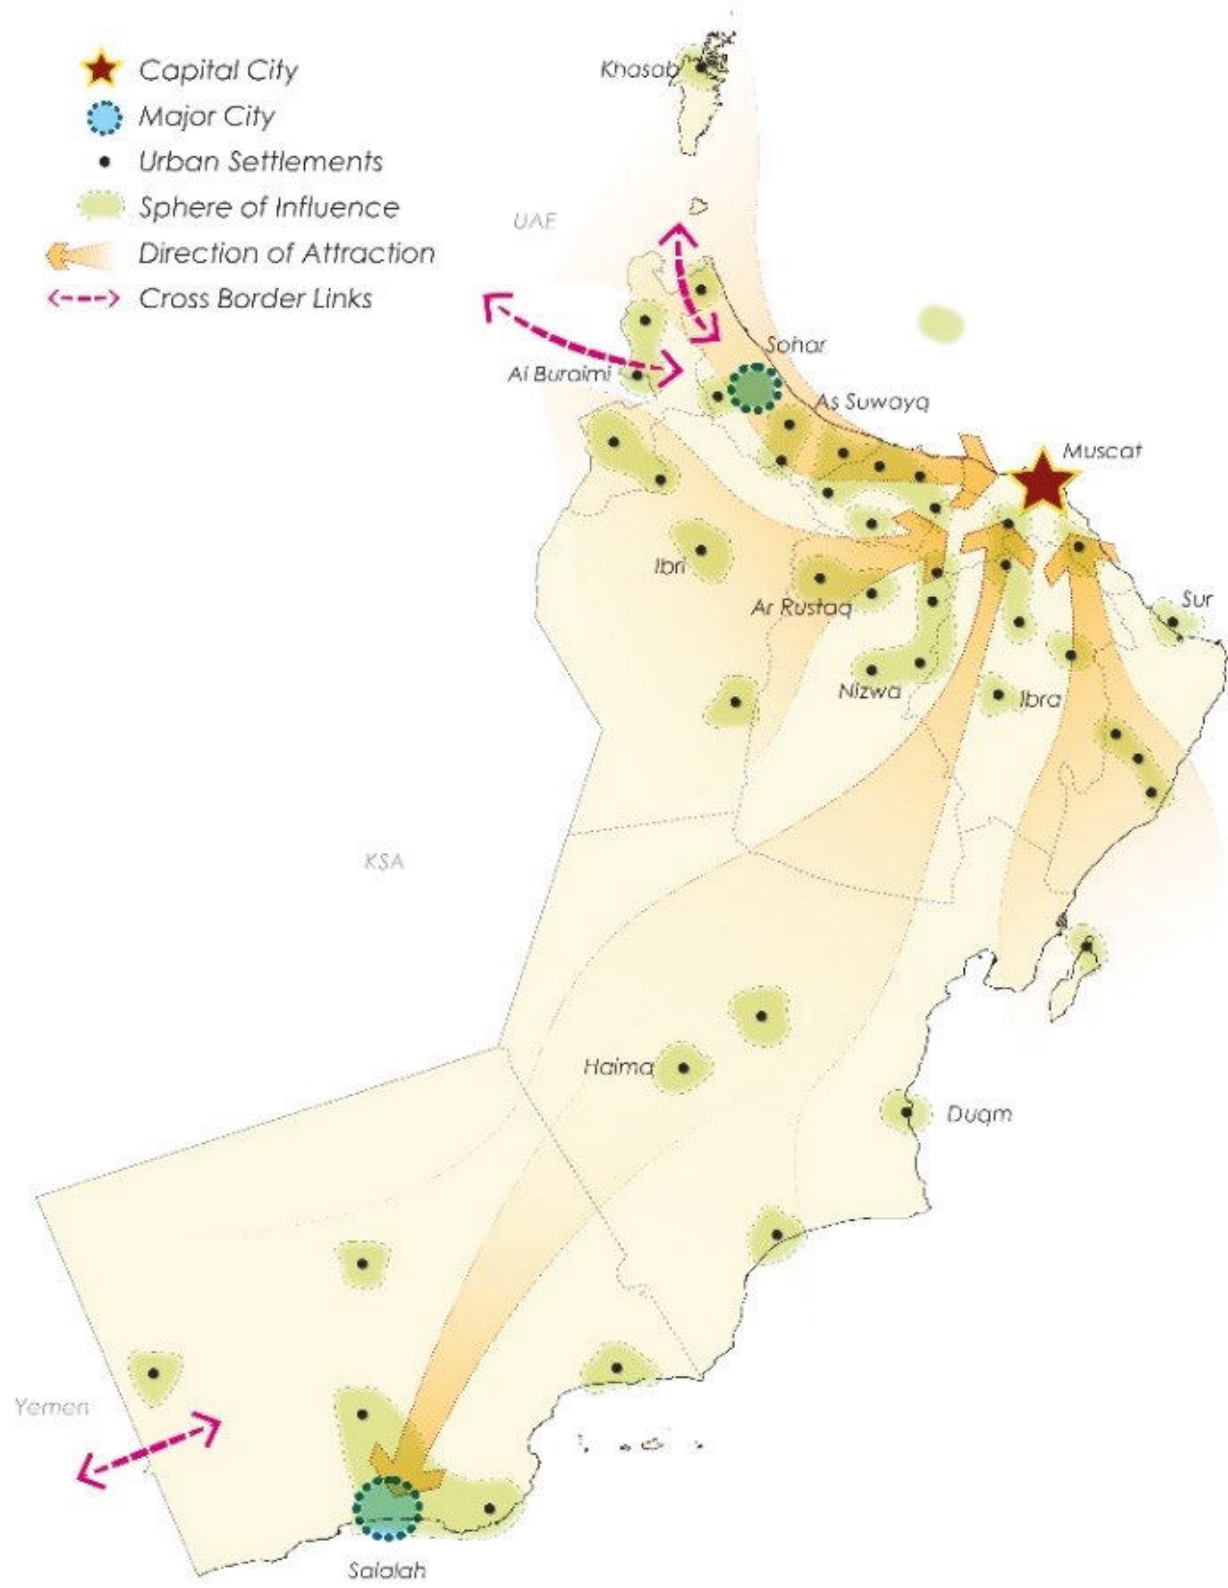 Capital City
Major City
Urban Settlements
Sphere of Influence
Direction of Attraction
Cross Border Links
Khasab
UAE
Sohar
Al Buraimi
As Suwayq
Muscat
Ibri
Ar Rustaq
Sur
Nizwa
Ibra
KSA
Haima
Duqm
Yemen
Salalah